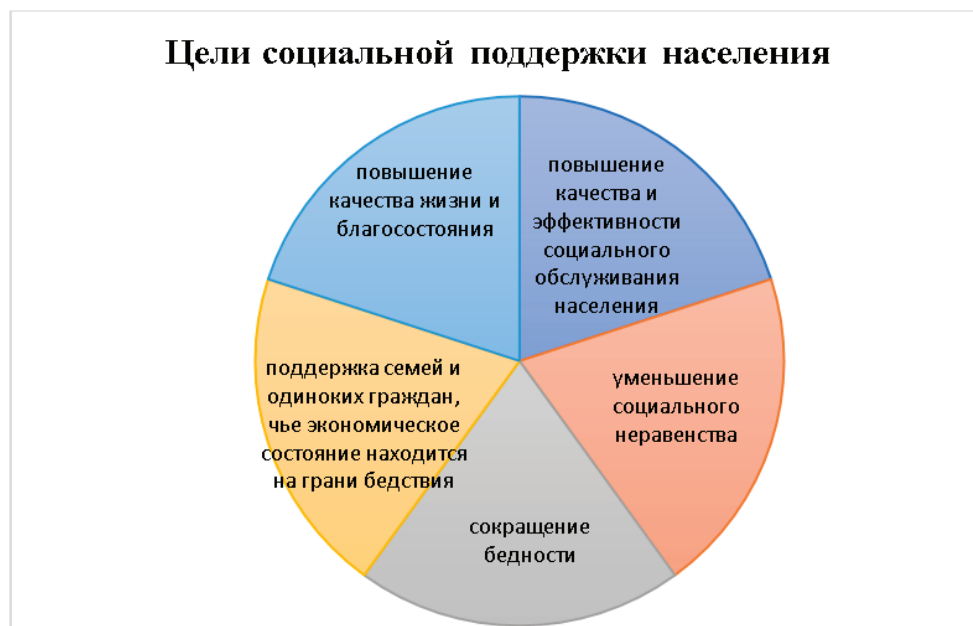 Цели социальной поддержки населения
повышение
качества и
эффективности
социального
обслуживания
населения
уменьшение
социального
неравенства
сокращение
бедности
поддержка семей и
одиноких граждан,
чье экономическое
состояние находится
на грани бедствия
повышение
качества жизни и
благосостояния